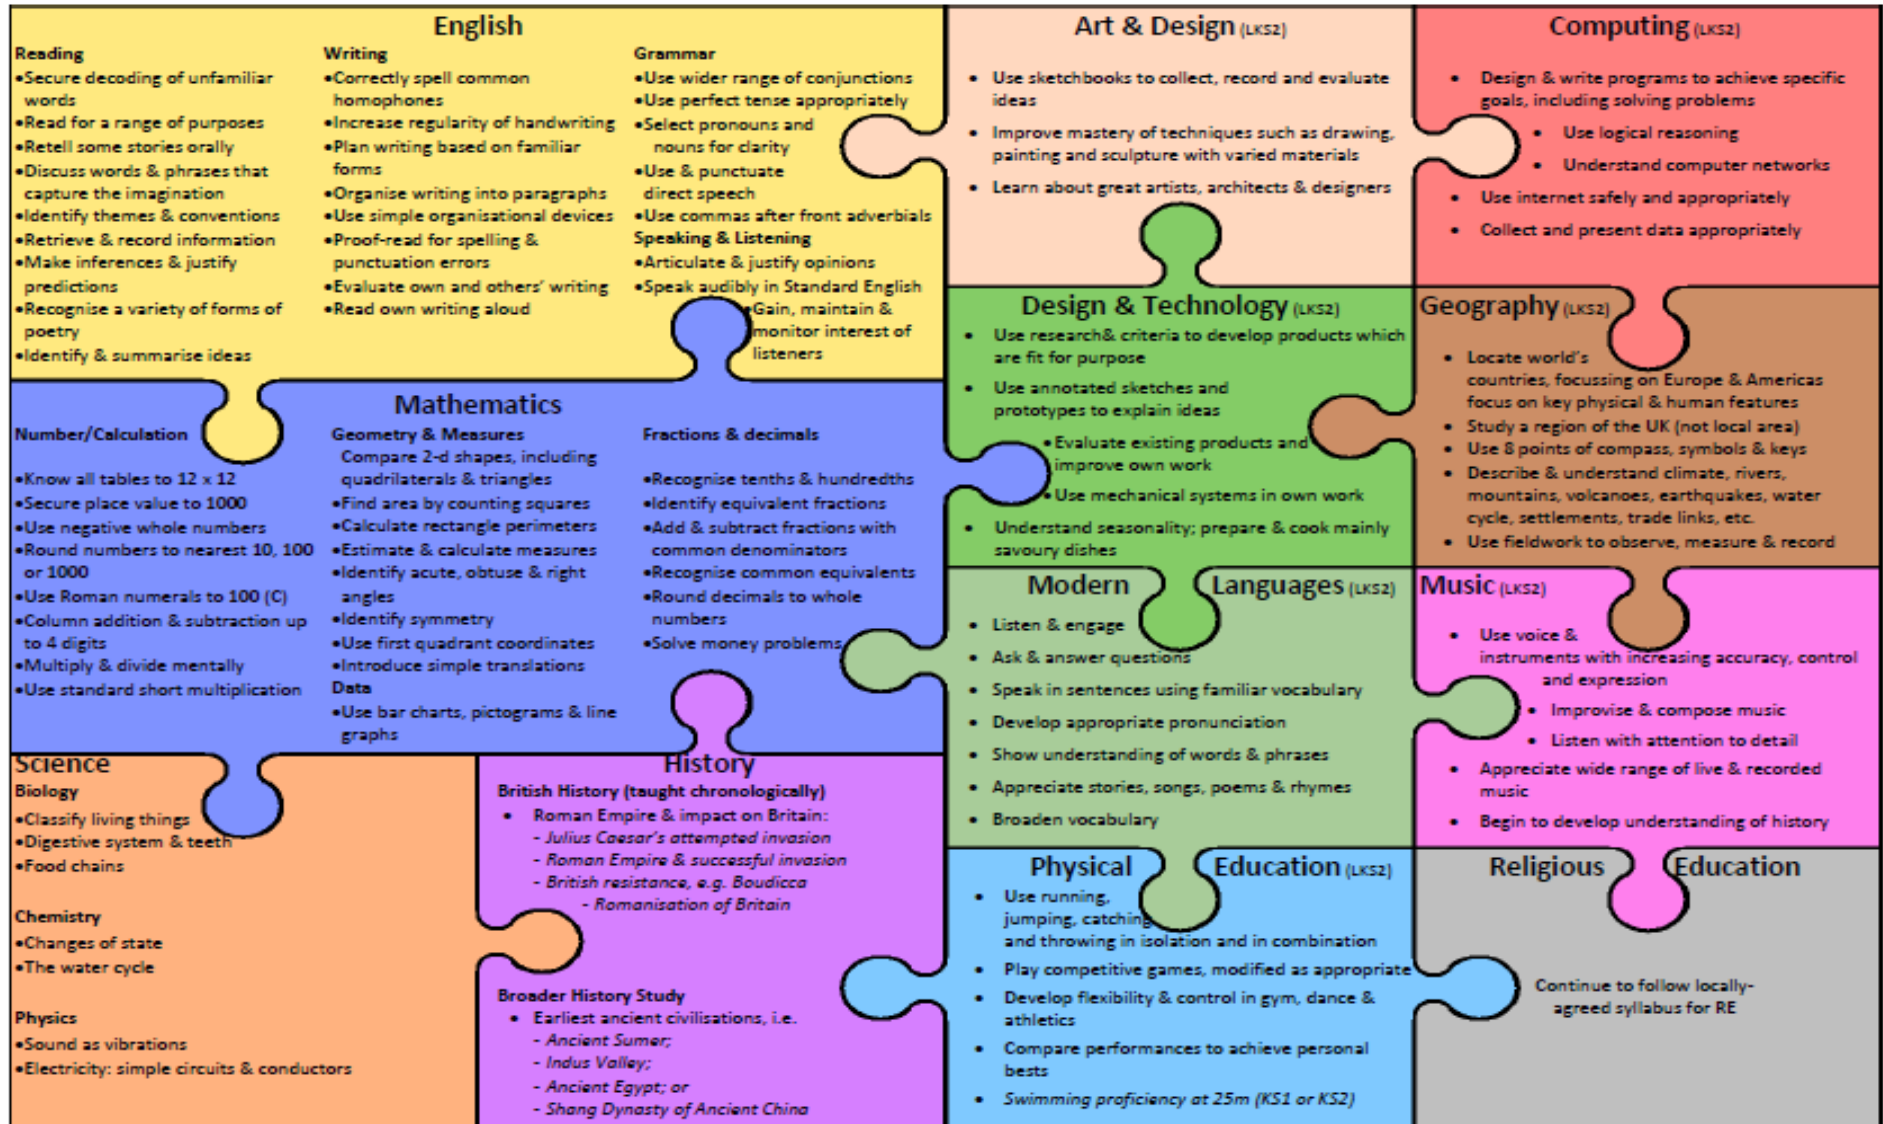 English
Reading
•Secure decoding of unfamiliar
words
•Read for a range of purposes
•Retell some stories orally
•Discuss words & phrases that
capture the imagination
•Identify themes & conventions
•Retrieve & record information
•Make inferences & justify
predictions
•Recognise a variety of forms of
poetry
•Identify & summarise ideas
Writing
•Correctly spell common
homophones
•Increase regularity of handwriting
•Plan writing based on familiar
forms
•Organise writing into paragraphs
•Use simple organisational devices
•Proof-read for spelling &
punctuation errors
•Evaluate own and others' writing
•Read own writing aloud
Grammar
•Use wider range of conjunctions
•Use perfect tense appropriately
•Select pronouns and
nouns for clarity
•Use & punctuate
direct speech
•Use commas after front adverbials
Speaking & Listening
•Articulate & justify opinions
•Speak audibly in Standard English
•Gain, maintain &
monitor interest of
listeners
Art & Design (LKS2)
• Use sketchbooks to collect, record and evaluate
ideas
• Improve mastery of techniques such as drawing,
painting and sculpture with varied materials
• Learn about great artists, architects & designers
Computing (LKS2)
• Design & write programs to achieve specific
goals, including solving problems
• Use logical reasoning
• Understand computer networks
• Use internet safely and appropriately
• Collect and present data appropriately
Mathematics
Number/Calculation
•Know all tables to 12 x 12
•Secure place value to 1000
•Use negative whole numbers
•Round numbers to nearest 10, 100
or 1000
•Use Roman numerals to 100 (C)
•Column addition & subtraction up
to 4 digits
•Multiply & divide mentally
•Use standard short multiplication
Geometry & Measures
Compare 2-d shapes, including
quadrilaterals & triangles
•Find area by counting squares
•Calculate rectangle perimeters
•Estimate & calculate measures
•Identify acute, obtuse & right
angles
•Identify symmetry
•Use first quadrant coordinates
•Introduce simple translations
Data
•Use bar charts, pictograms & line
graphs
Fractions & decimals
•Recognise tenths & hundredths
•Identify equivalent fractions
•Add & subtract fractions with
common denominators
•Recognise common equivalents
•Round decimals to whole
numbers
•Solve money problems
Design & Technology (LKS2)
• Use research& criteria to develop products which
are fit for purpose
• Use annotated sketches and
prototypes to explain ideas
•Evaluate existing products and
improve own work
•Use mechanical systems in own work
• Understand seasonality; prepare & cook mainly
savoury dishes
Geography (LKS2)
• Locate world's
countries, focussing on Europe & Americas
focus on key physical & human features
• Study a region of the UK (not local area)
• Use 8 points of compass, symbols & keys
• Describe & understand climate, rivers,
mountains, volcanoes, earthquakes, water
cycle, settlements, trade links, etc.
• Use fieldwork to observe, measure & record
Modern Languages (LKS2)
• Listen & engage
• Ask & answer questions
• Speak in sentences using familiar vocabulary
• Develop appropriate pronunciation
• Show understanding of words & phrases
• Appreciate stories, songs, poems & rhymes
• Broaden vocabulary
Music (LKS2)
• Use voice &
instruments with increasing accuracy, control
and expression
• Improvise & compose music
• Listen with attention to detail
• Appreciate wide range of live & recorded
music
• Begin to develop understanding of history
Science
Biology
•Classify living things
•Digestive system & teeth
•Food chains
Chemistry
•Changes of state
•The water cycle
Physics
•Sound as vibrations
•Electricity: simple circuits & conductors
History
British History (taught chronologically)
• Roman Empire & impact on Britain:
- Julius Caesar's attempted invasion
- Roman Empire & successful invasion
- British resistance, e.g. Boudicca
- Romanisation of Britain
Broader History Study
• Earliest ancient civilisations, i.e.
- Ancient Sumer;
- Indus Valley;
- Ancient Egypt; or
- Shang Dynasty of Ancient China
Physical Education (LKS2)
• Use running,
jumping, catching
and throwing in isolation and in combination
• Play competitive games, modified as appropriate
• Develop flexibility & control in gym, dance &
athletics
• Compare performances to achieve personal
bests
• Swimming proficiency at 25m (KS1 or KS2)
Religious Education
Continue to follow locally-
agreed syllabus for RE